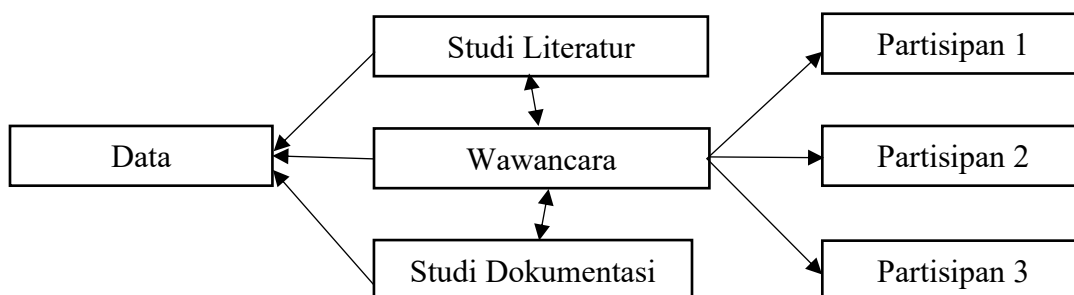 Studi Literatur
Partisipan 1
Data
Wawancara
Partisipan 2
Studi Dokumentasi
Partisipan 3